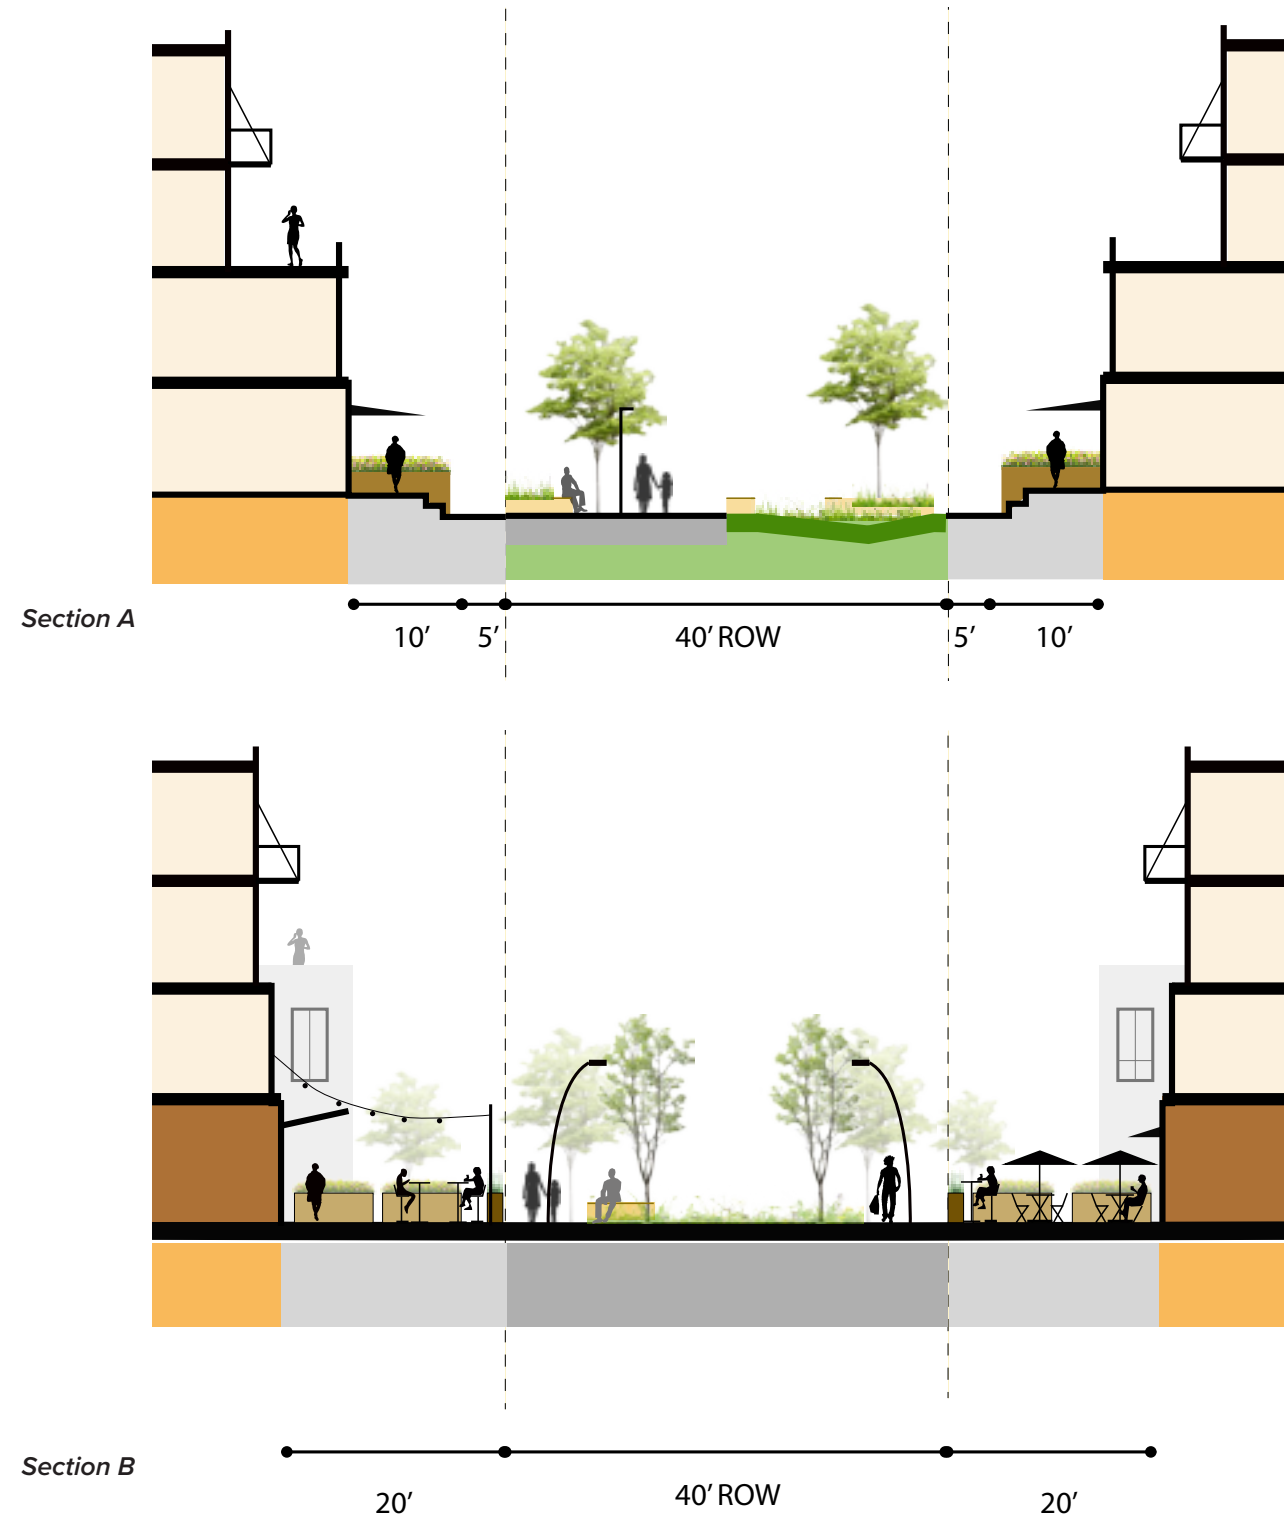 Section A
10’ 5’ 40’ ROW 5’ 10’
Section B
20’ 40’ ROW 20’